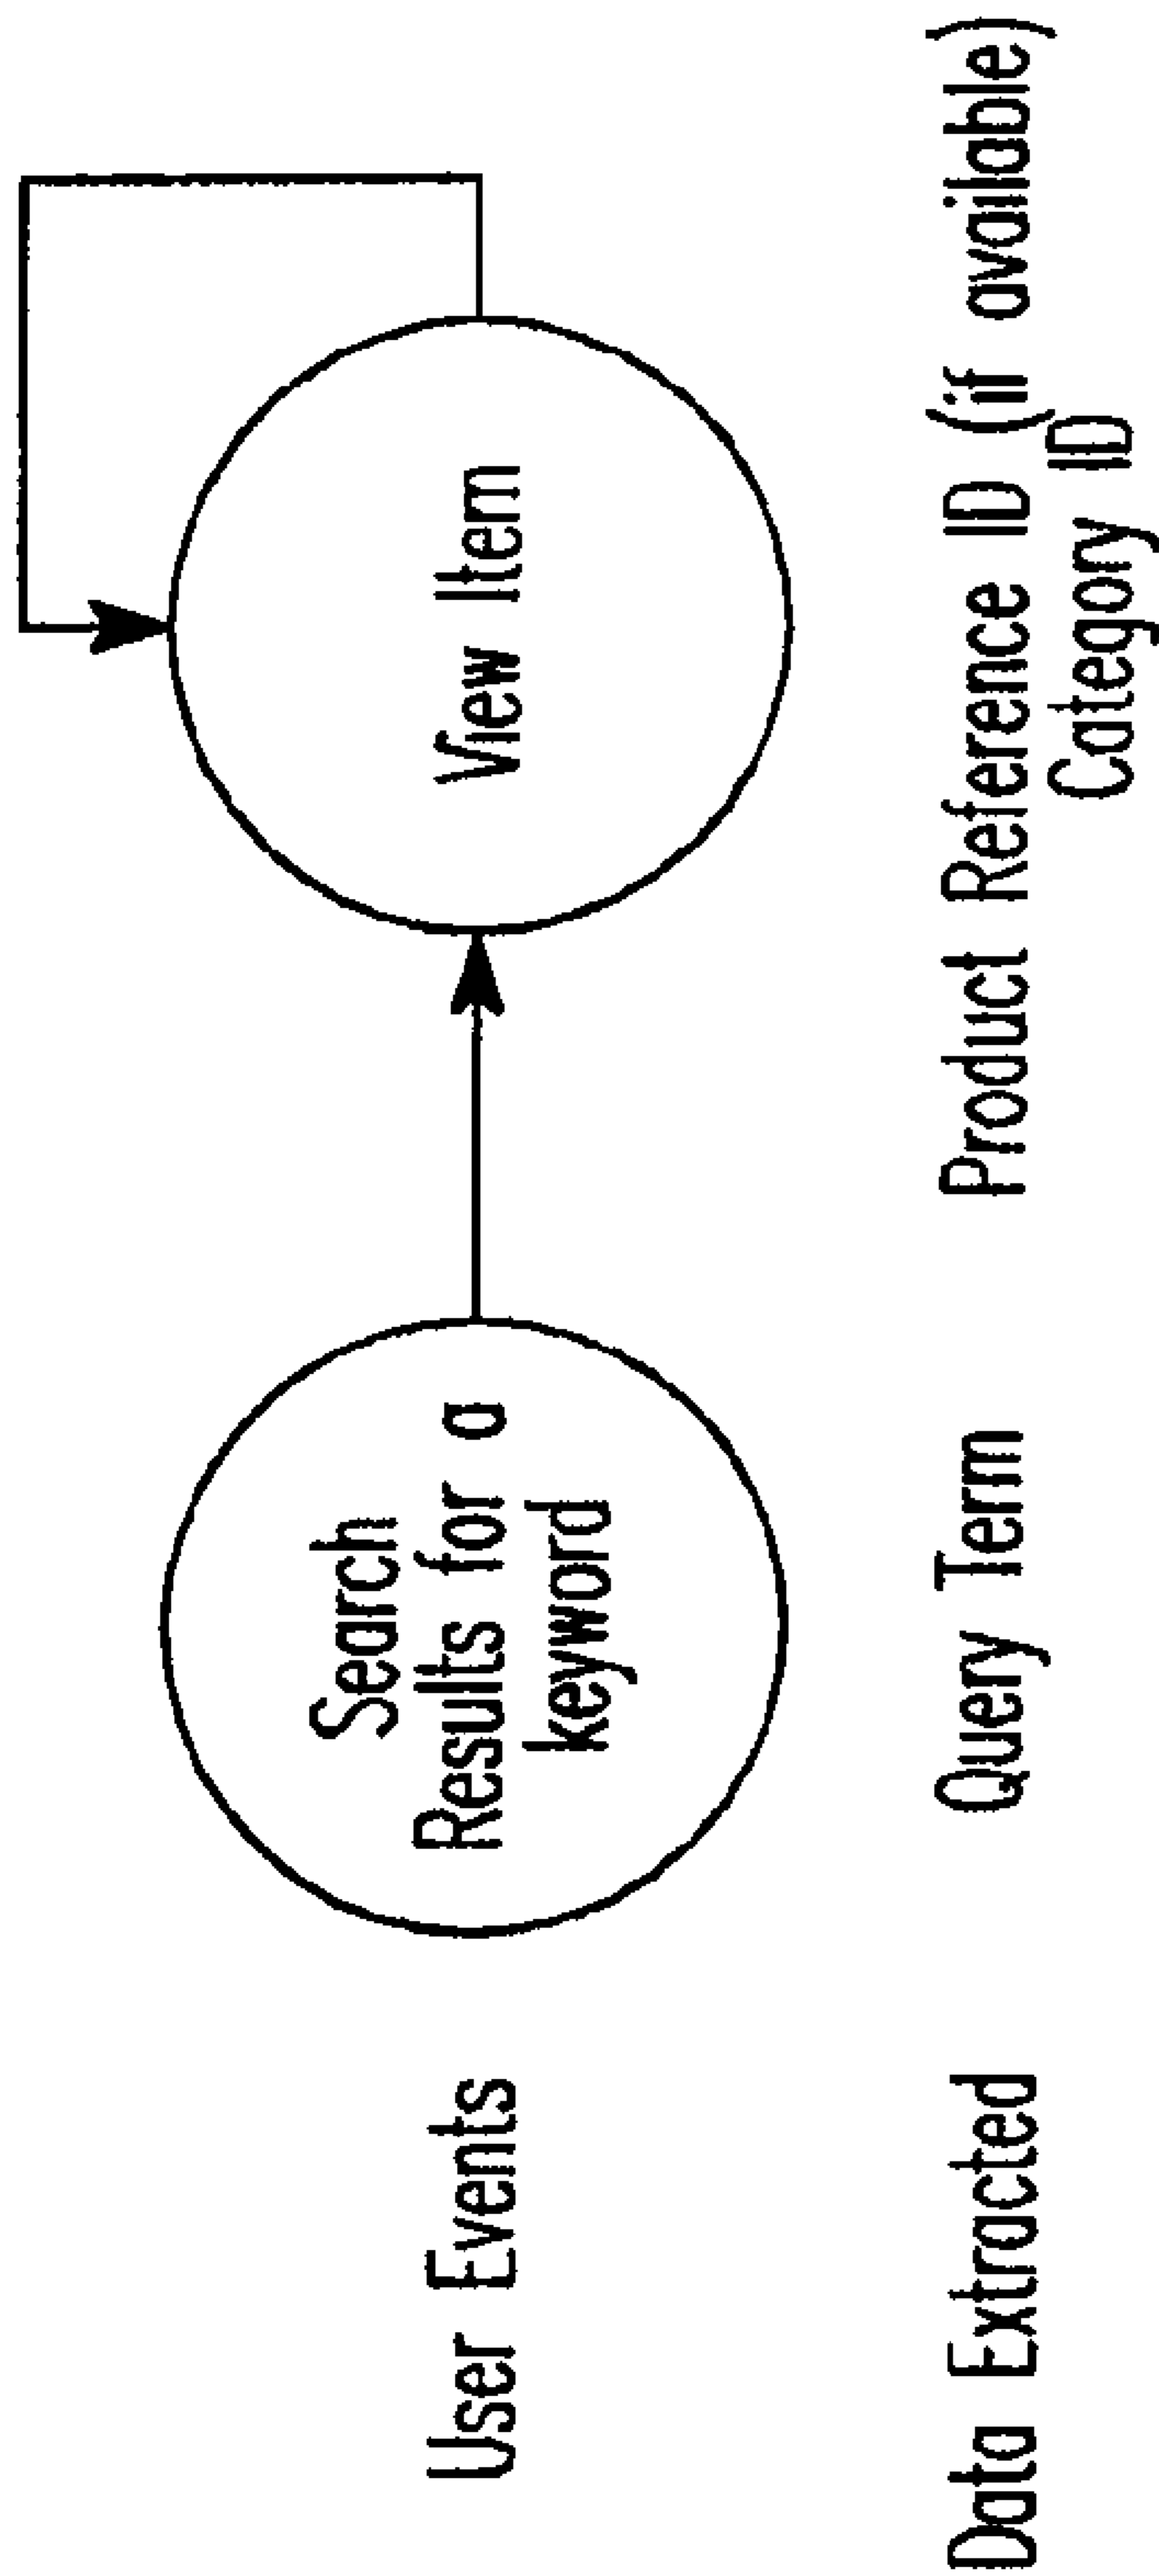 User Events
Search
Results for a
keyword
View Item
Data Extracted
Query Term
Product Reference ID (if available)
Category ID